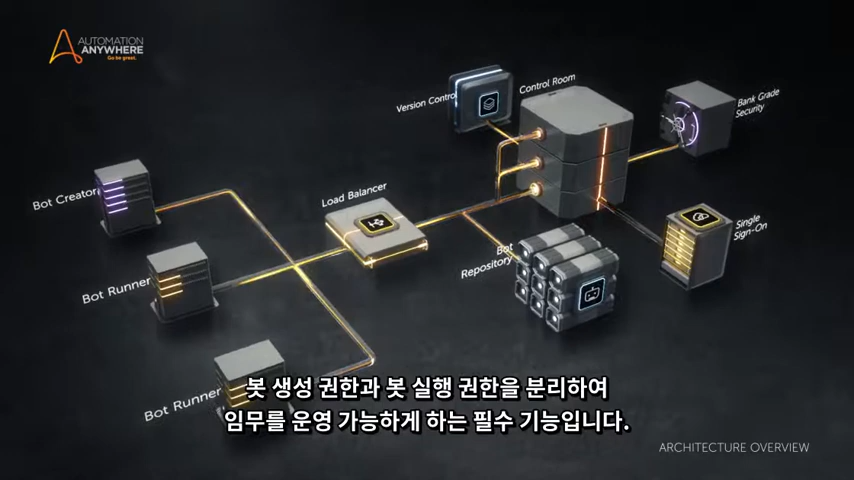 AUTOMATION
ANYWHERE
Go be great.
Version Control
Control Room
Bank Grade
Security
Bot Creator
Load Balancer
Single
Sign-On
Bot
Repository
Bot Runner
Bot Runner
봇 생성 권한과 봇 실행 권한을 분리하여
임무를 운영 가능하게 하는 필수 기능입니다.
ARCHITECTURE OVERVIEW